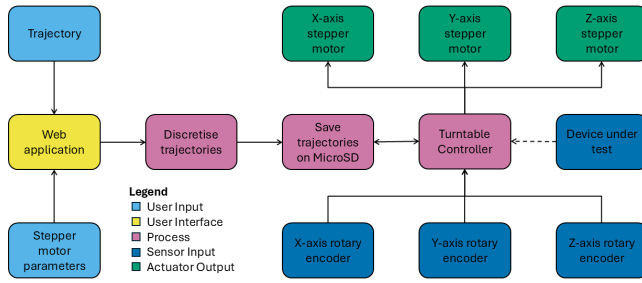 Trajectory
X-axis
stepper
motor
Y-axis
stepper
motor
Z-axis
stepper
motor
Web
application
Discretise
trajectories
Save
trajectories
on MicroSD
Turntable
Controller
Device under
test
Legend
User Input
User Interface
Process
Sensor Input
Actuator Output
Stepper
motor
parameters
X-axis rotary
encoder
Y-axis rotary
encoder
Z-axis rotary
encoder